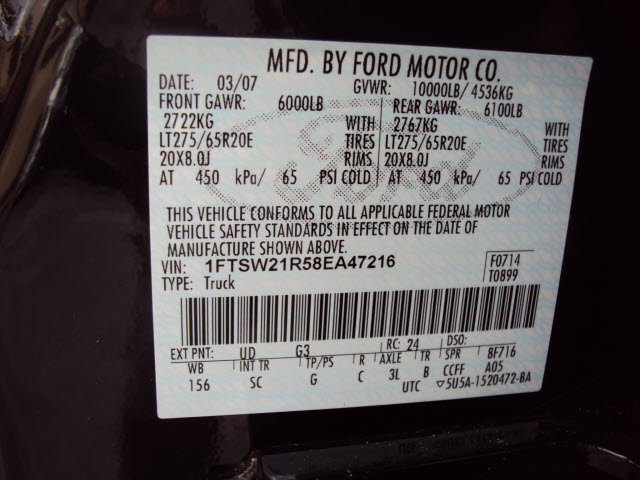 MFD. BY FORD MOTOR CO.
DATE: 03/07 GVWR: 10000LB/ 4536KG
FRONT GAWR: 6000LB REAR GAWR: 6100LB
2722KG WITH 2767KG WITH
LT275/65R20E TIRES LT275/65R20E TIRES
20X8.0J RIMS 20X8.0J RIMS
AT 450 kPa/ 65 PSI COLD AT 450 kPa/ 65 PSI COLD
Ford
THIS VEHICLE CONFORMS TO ALL APPLICABLE FEDERAL MOTOR
VEHICLE SAFETY STANDARDS IN EFFECT ON THE DATE OF
MANUFACTURE SHOWN ABOVE.
VIN: 1FTSW21R58EA47216 F0714
TYPE: Truck T0899
EXT PNT: UD G3 RC: 24 DSO:
WB INT TR TP/PS R AXLE TR SPR 8F716
156 SC G C 3L B CCFF A05
UTC ▽5U5A-1520472-BA